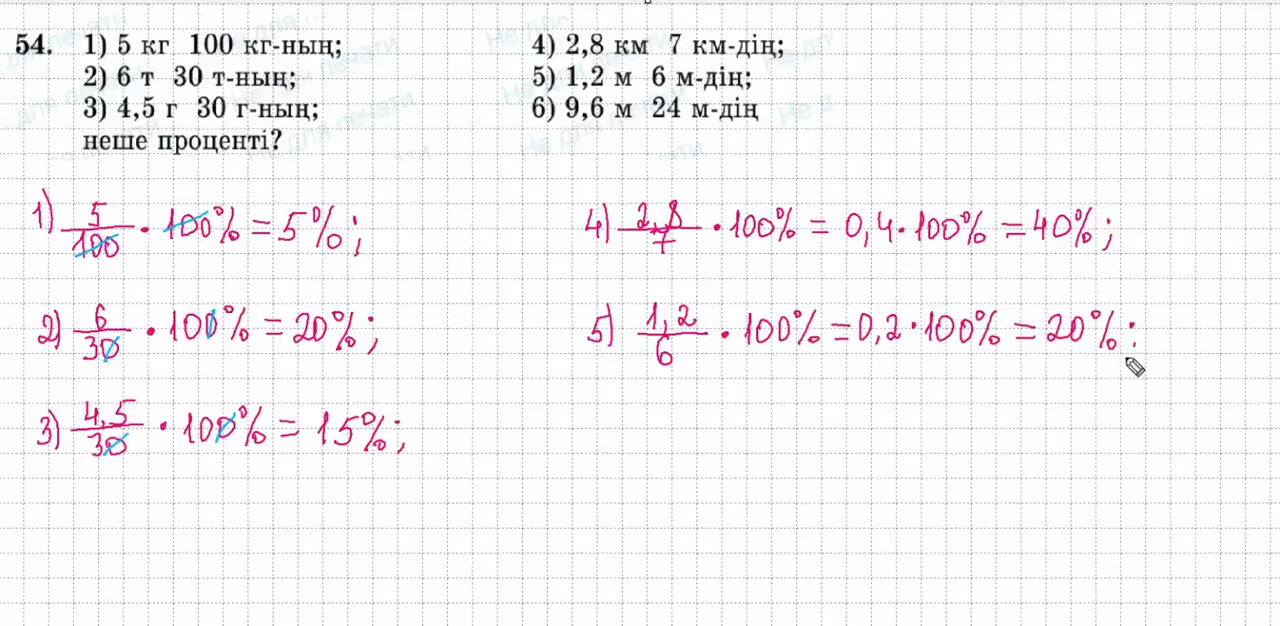 54. 1) 5 кг 100 кг-ның;
2) 6 т 30 т-ның;
3) 4,5 г 30 г-ның;
неше проценті?
4) 2,8 км 7 км-дің;
5) 1,2 м 6 м-дің;
6) 9,6 м 24 м-дің
1) 5/100 · 100% = 5%;
2) 6/30 · 100% = 20%;
3) 4,5/30 · 100% = 15%;
4) 2,8/7 · 100% = 0,4 · 100% = 40%;
5) 1,2/6 · 100% = 0,2 · 100% = 20%:
Не для печати